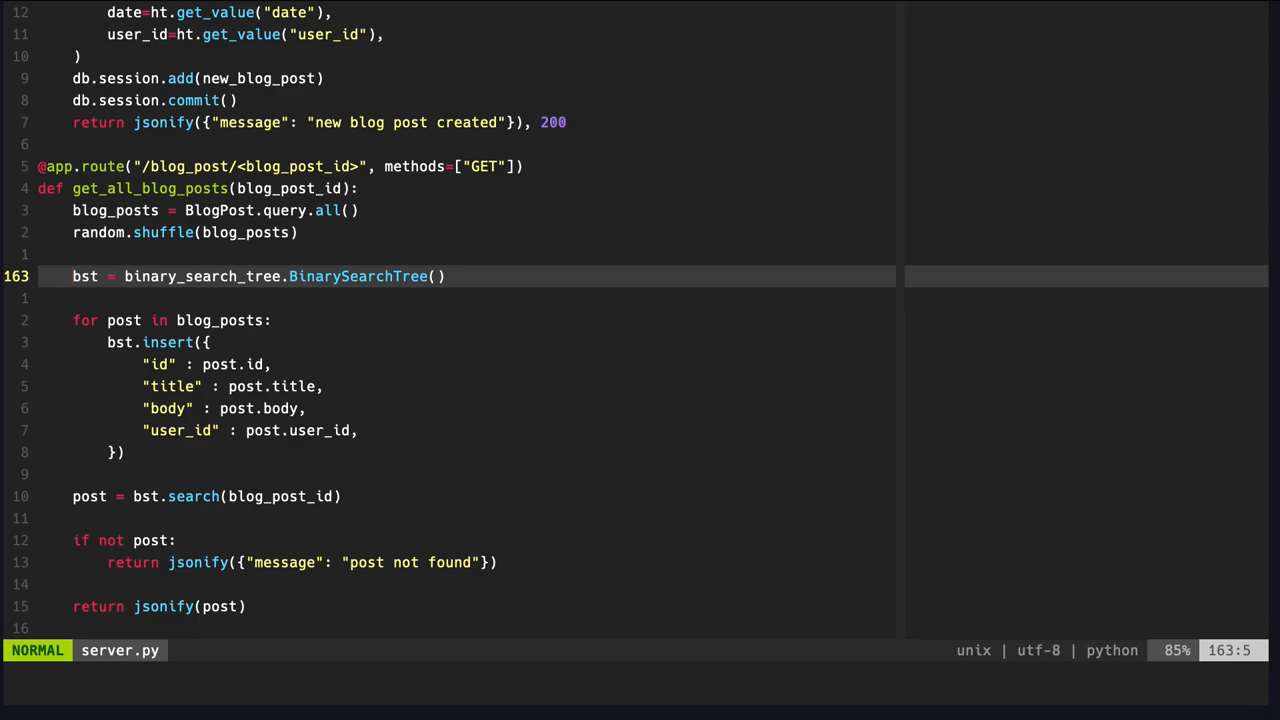 12 date=ht.get_value("date"),
11 user_id=ht.get_value("user_id"),
10 )
9 db.session.add(new_blog_post)
8 db.session.commit()
7 return jsonify({"message": "new blog post created"}), 200
6
5 @app.route("/blog_post/<blog_post_id>", methods=["GET"])
4 def get_all_blog_posts(blog_post_id):
3 blog_posts = BlogPost.query.all()
2 random.shuffle(blog_posts)
1
163 bst = binary_search_tree.BinarySearchTree()
1
2 for post in blog_posts:
3 bst.insert({
4 "id" : post.id,
5 "title" : post.title,
6 "body" : post.body,
7 "user_id" : post.user_id,
8 })
9
10 post = bst.search(blog_post_id)
11
12 if not post:
13 return jsonify({"message": "post not found"})
14
15 return jsonify(post)
16
NORMAL server.py unix | utf-8 | python 85% 163:5